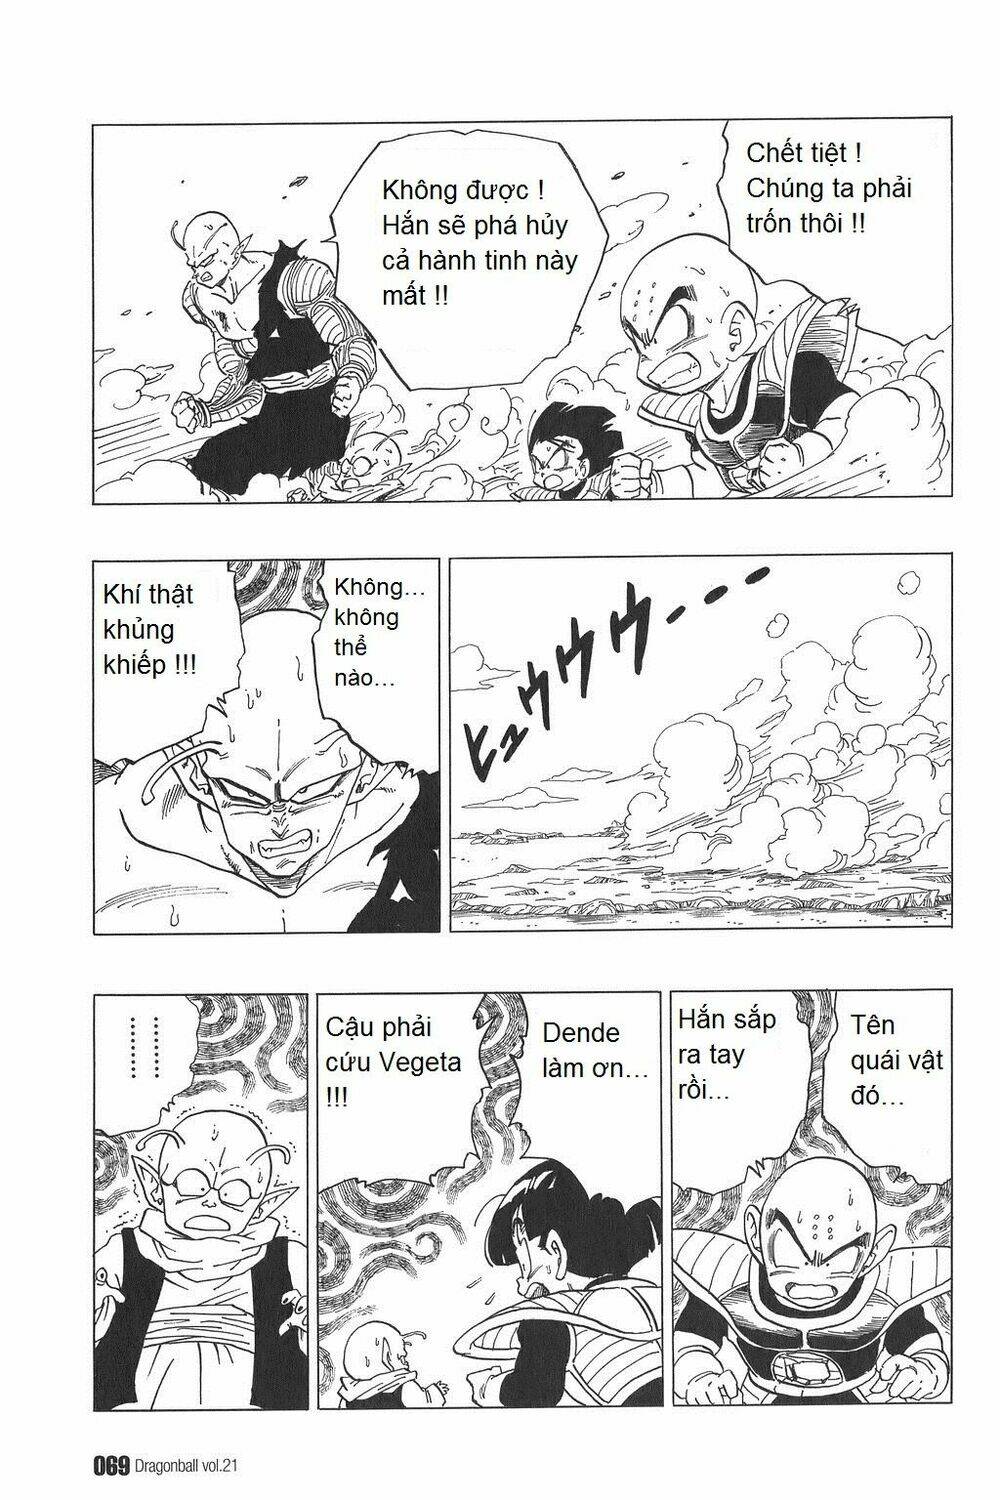 Chết tiệt !
Chúng ta phải
trốn thôi !!
Không được !
Hắn sẽ phá hủy
cả hành tinh này
mất !!
ヒュウウウ・・・
Không...
không
thể
nào...
Khí thật
khủng
khiếp !!!
Tên
quái vật
đó...
Hắn sắp
ra tay
rồi...
Dende
làm ơn...
Cậu phải
cứu Vegeta
!!!
069 Dragonball vol.21